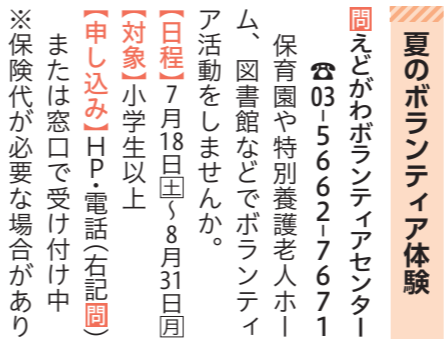 夏のボランティア体験
問えどがわボランティアセンター
☎03-5662-7671
保育園や特別養護老人ホー
ム、図書館などでボランティ
ア活動をしませんか。
【日程】7月18日土〜8月31日月
【対象】小学生以上
【申し込み】HP・電話(右記問)
または窓口で受け付け中
※保険代が必要な場合があり